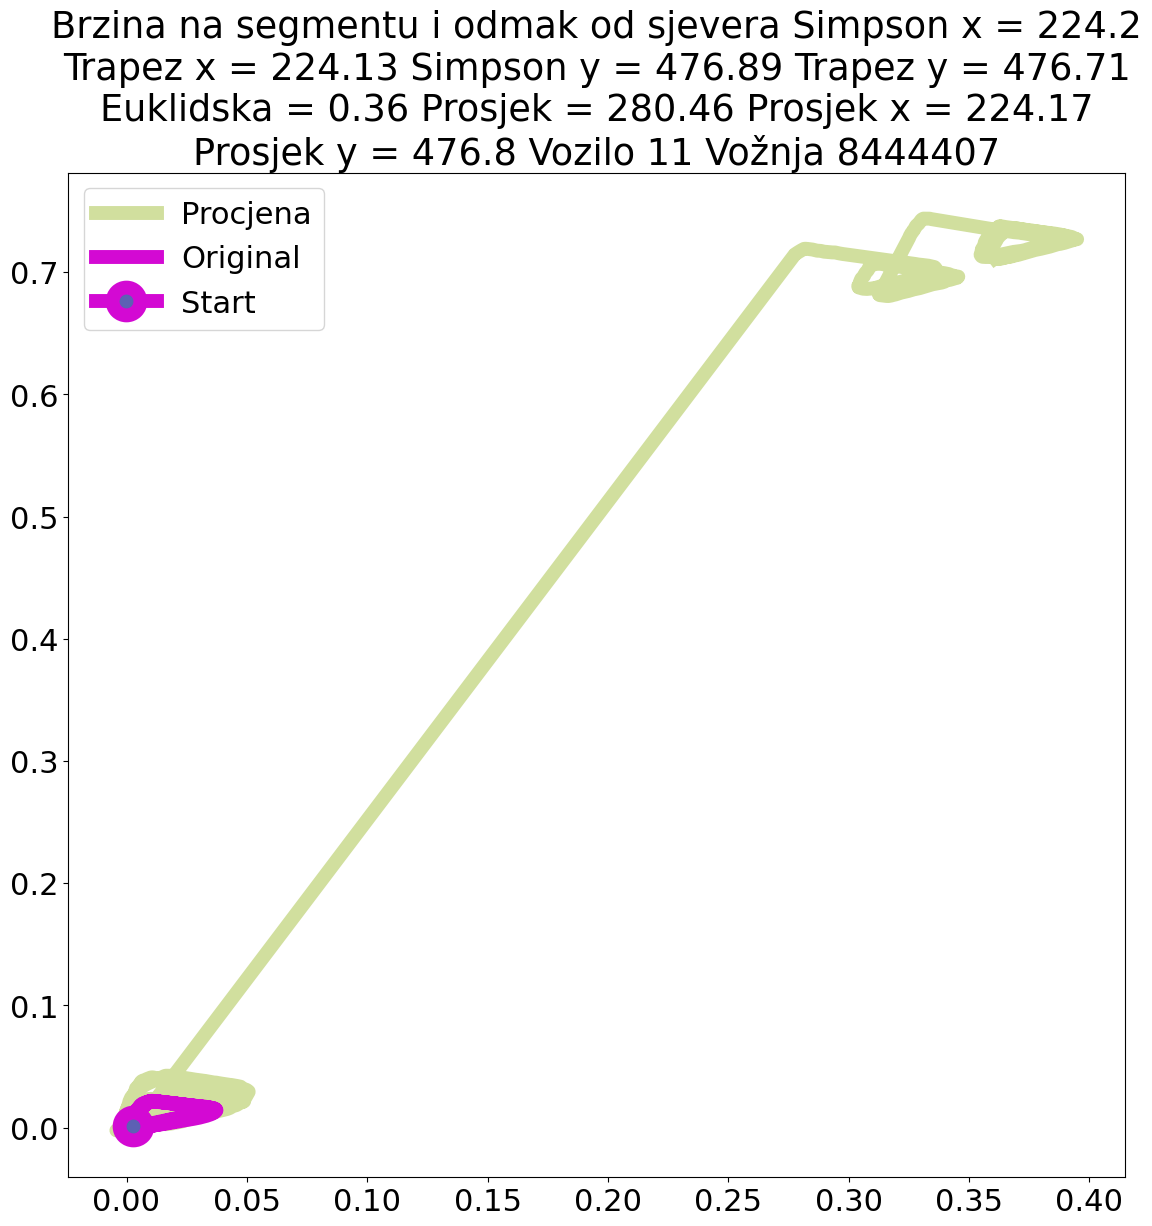 Brzina na segmentu i odmak od sjevera Simpson x = 224.2
Trapez x = 224.13 Simpson y = 476.89 Trapez y = 476.71
Euklidska = 0.36 Prosjek = 280.46 Prosjek x = 224.17
Prosjek y = 476.8 Vozilo 11 Vožnja 8444407
Procjena
Original
Start
0.7
0.6
0.5
0.4
0.3
0.2
0.1
0.0
0.00 0.05 0.10 0.15 0.20 0.25 0.30 0.35 0.40